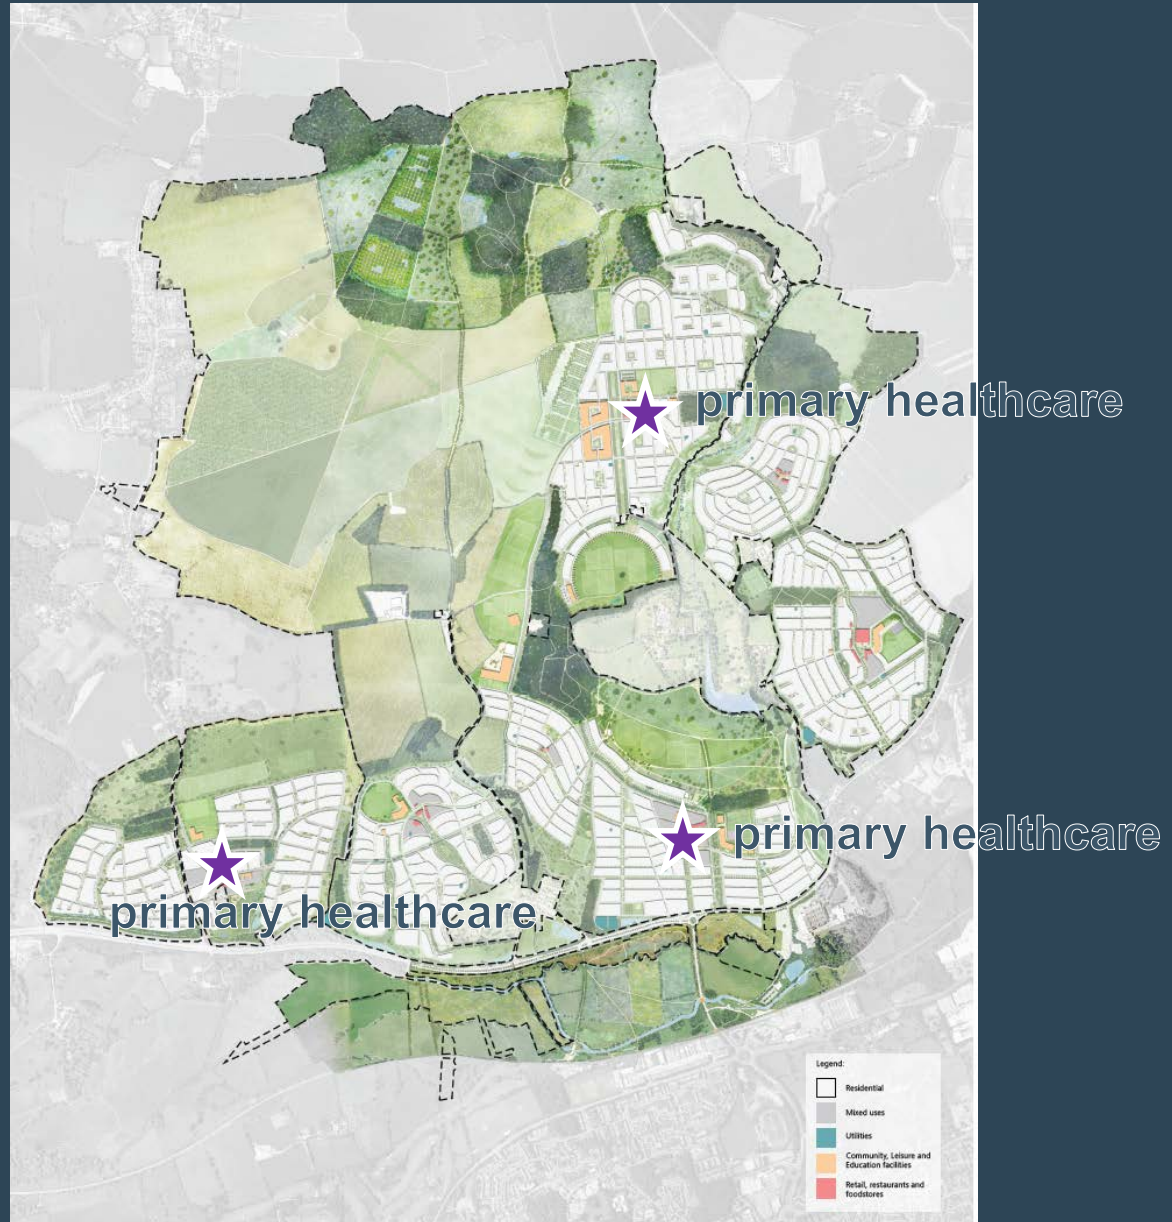 primary healthcare
primary healthcare
primary healthcare
Legend:
Residential
Mixed uses
Utilities
Community, Leisure and
Education facilities
Retail, restaurants and
foodstores